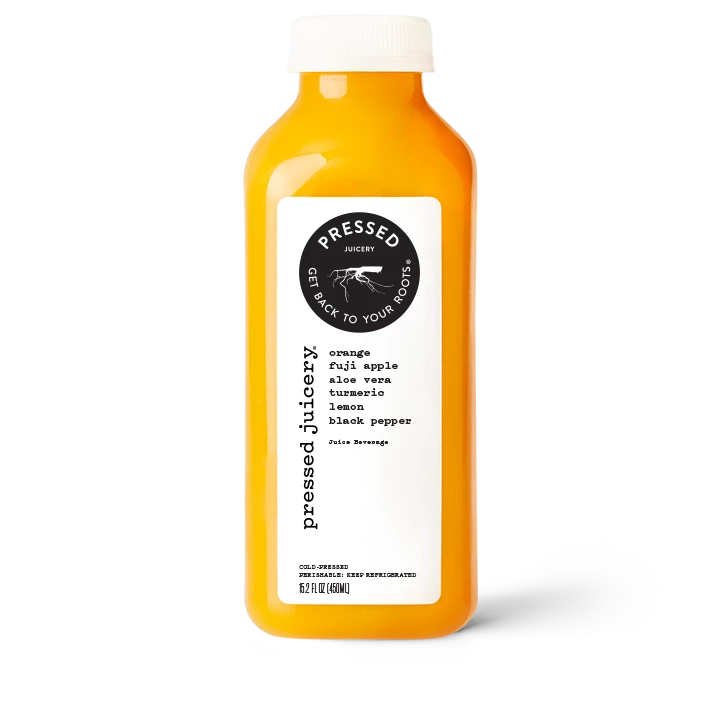 PRESSED
JUICERY
GET BACK TO YOUR ROOTS®
pressed juicery®
orange
fuji apple
aloe vera
turmeric
lemon
black pepper
Juice Beverage
COLD-PRESSED
PERISHABLE: KEEP REFRIGERATED
15.2 FL OZ (450ML)